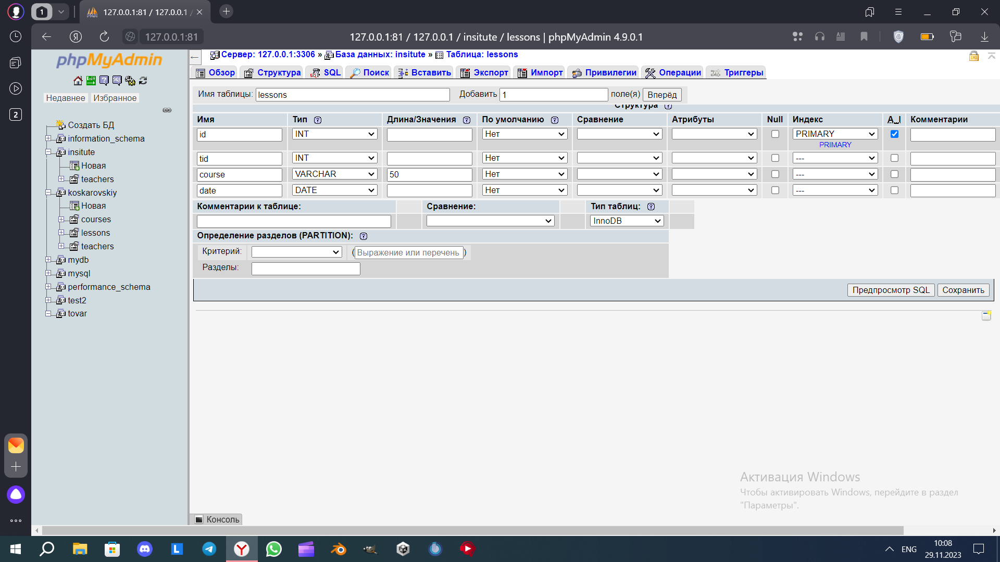 1
127.0.0.1:81 / 127.0.0.1 /
127.0.0.1:81
127.0.0.1:81 / 127.0.0.1 / insitute / lessons | phpMyAdmin 4.9.0.1
2
phpMyAdmin
Недавнее Избранное
Создать БД
information_schema
insitute
Новая
teachers
koskarovskiy
Новая
courses
lessons
teachers
mydb
mysql
performance_schema
test2
tovar
Сервер: 127.0.0.1:3306 » База данных: insitute » Таблица: lessons
Обзор Структура SQL Поиск Вставить Экспорт Импорт Привилегии Операции Триггеры
Имя таблицы: lessons Добавить 1 поле(я) Вперёд
Структура
Имя Тип Длина/Значения По умолчанию Сравнение Атрибуты Null Индекс A_I Комментарии
id INT Нет PRIMARY
PRIMARY
tid INT Нет ---
course VARCHAR 50 Нет ---
date DATE Нет ---
Комментарии к таблице: Сравнение: Тип таблиц:
InnoDB
Определение разделов (PARTITION):
Критерий: (Выражение или перечень)
Разделы:
Предпросмотр SQL Сохранить
Активация Windows
Чтобы активировать Windows, перейдите в раздел
"Параметры".
Консоль
ENG
10:08
29.11.2023